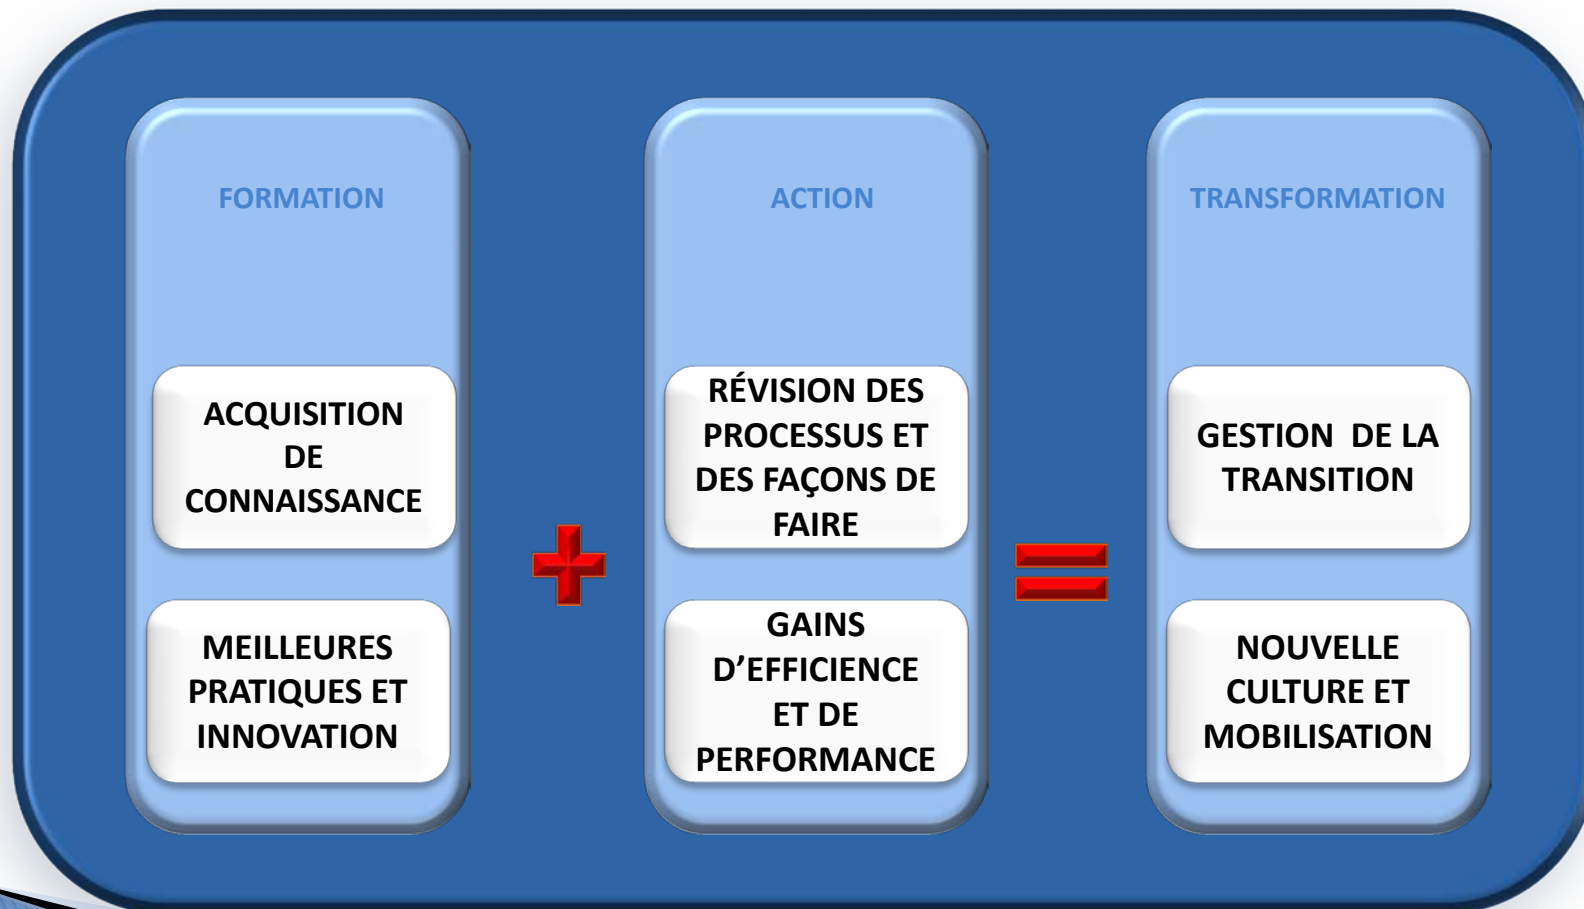 FORMATION
ACQUISITION
DE
CONNAISSANCE
MEILLEURES
PRATIQUES ET
INNOVATION
+
ACTION
RÉVISION DES
PROCESSUS ET
DES FAÇONS DE
FAIRE
GAINS
D’EFFICIENCE
ET DE
PERFORMANCE
=
TRANSFORMATION
GESTION  DE LA
TRANSITION
NOUVELLE
CULTURE ET
MOBILISATION